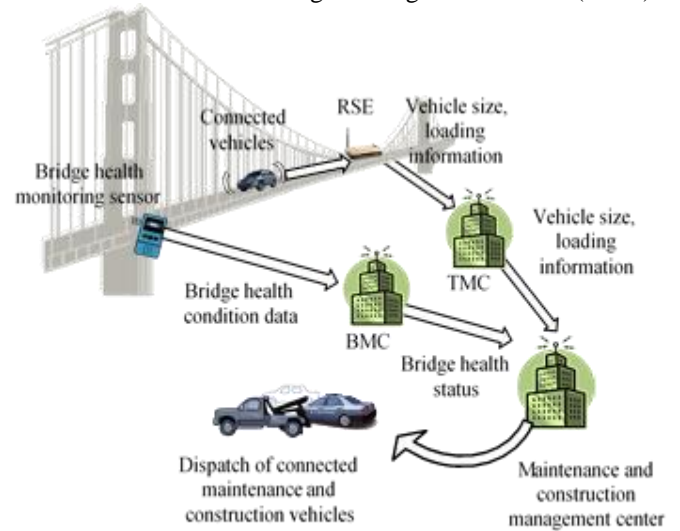 RSE
Vehicle size,
loading
information
Connected
vehicles
Bridge health
monitoring sensor
Vehicle size,
loading
information
TMC
Bridge health
condition data
BMC
Bridge health
status
Dispatch of connected
maintenance and
construction vehicles
Maintenance and
construction
management center